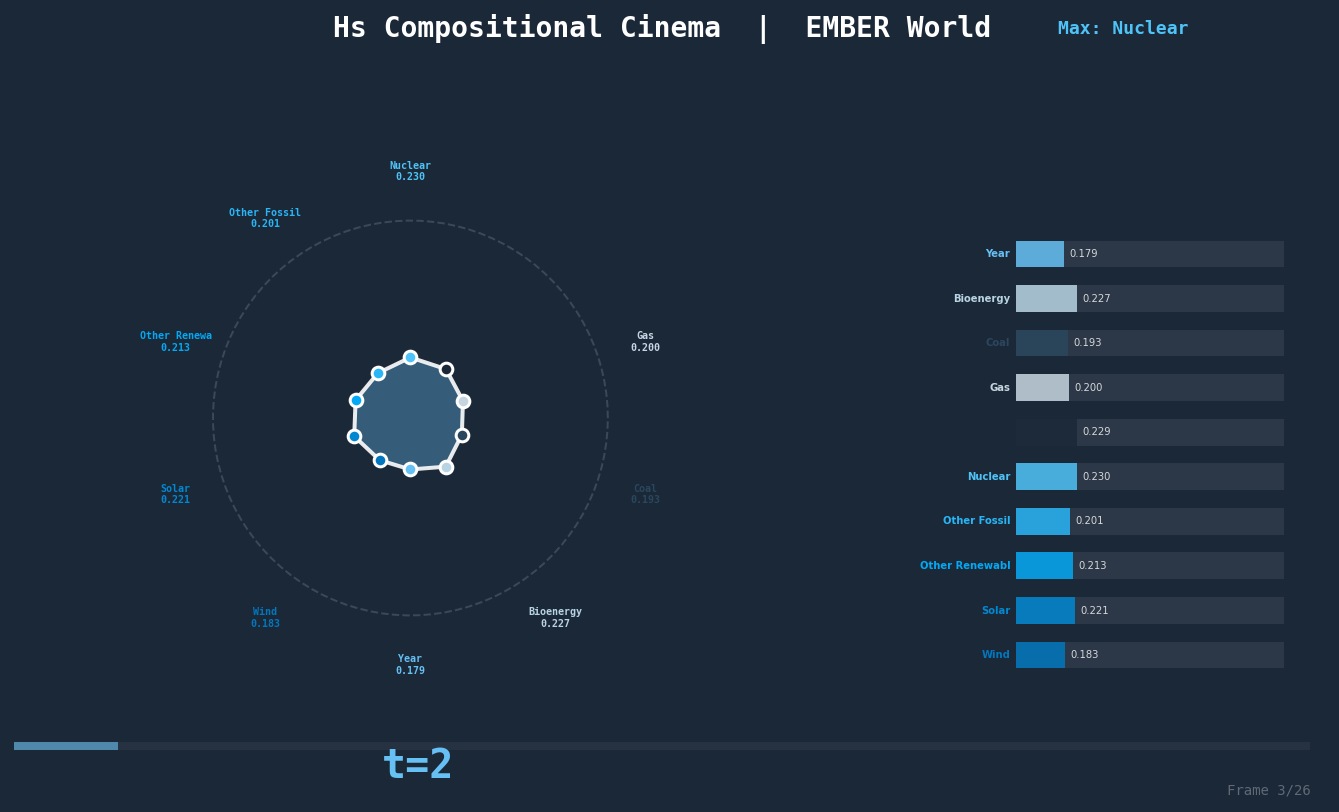 Hs Compositional Cinema | EMBER World
Max: Nuclear
Nuclear
0.230
Other Fossil
0.201
Other Renewa
0.213
Gas
0.200
Solar
0.221
Coal
0.193
Wind
0.183
Bioenergy
0.227
Year
0.179
Year 0.179
Bioenergy 0.227
Coal 0.193
Gas 0.200
0.229
Nuclear 0.230
Other Fossil 0.201
Other Renewabl 0.213
Solar 0.221
Wind 0.183
t=2
Frame 3/26